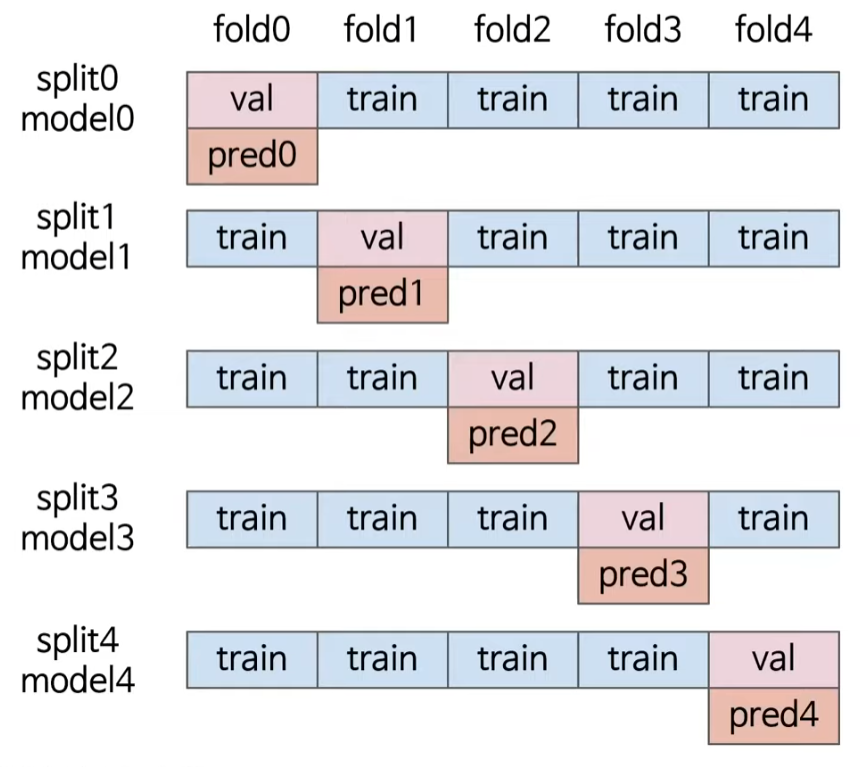 fold0 fold1 fold2 fold3 fold4
split0
model0
val train train train train
pred0
split1
model1
train val train train train
pred1
split2
model2
train train val train train
pred2
split3
model3
train train train val train
pred3
split4
model4
train train train train val
pred4